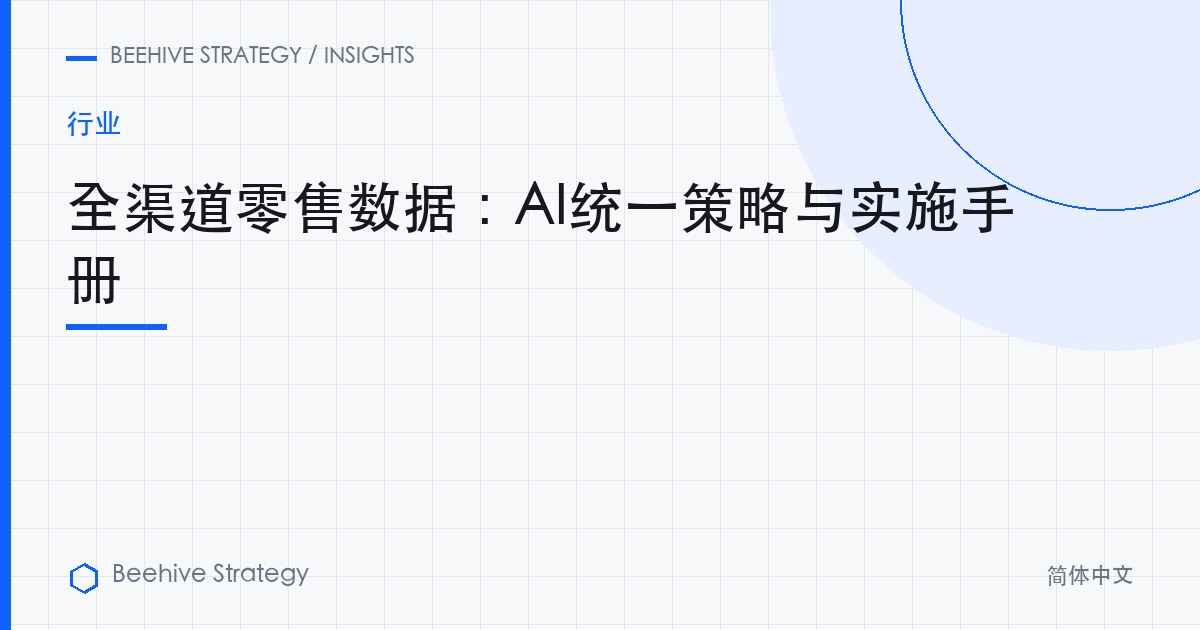 BEEHIVE STRATEGY / INSIGHTS
行业
全渠道零售数据：AI统一策略与实施手
册
Beehive Strategy
简体中文